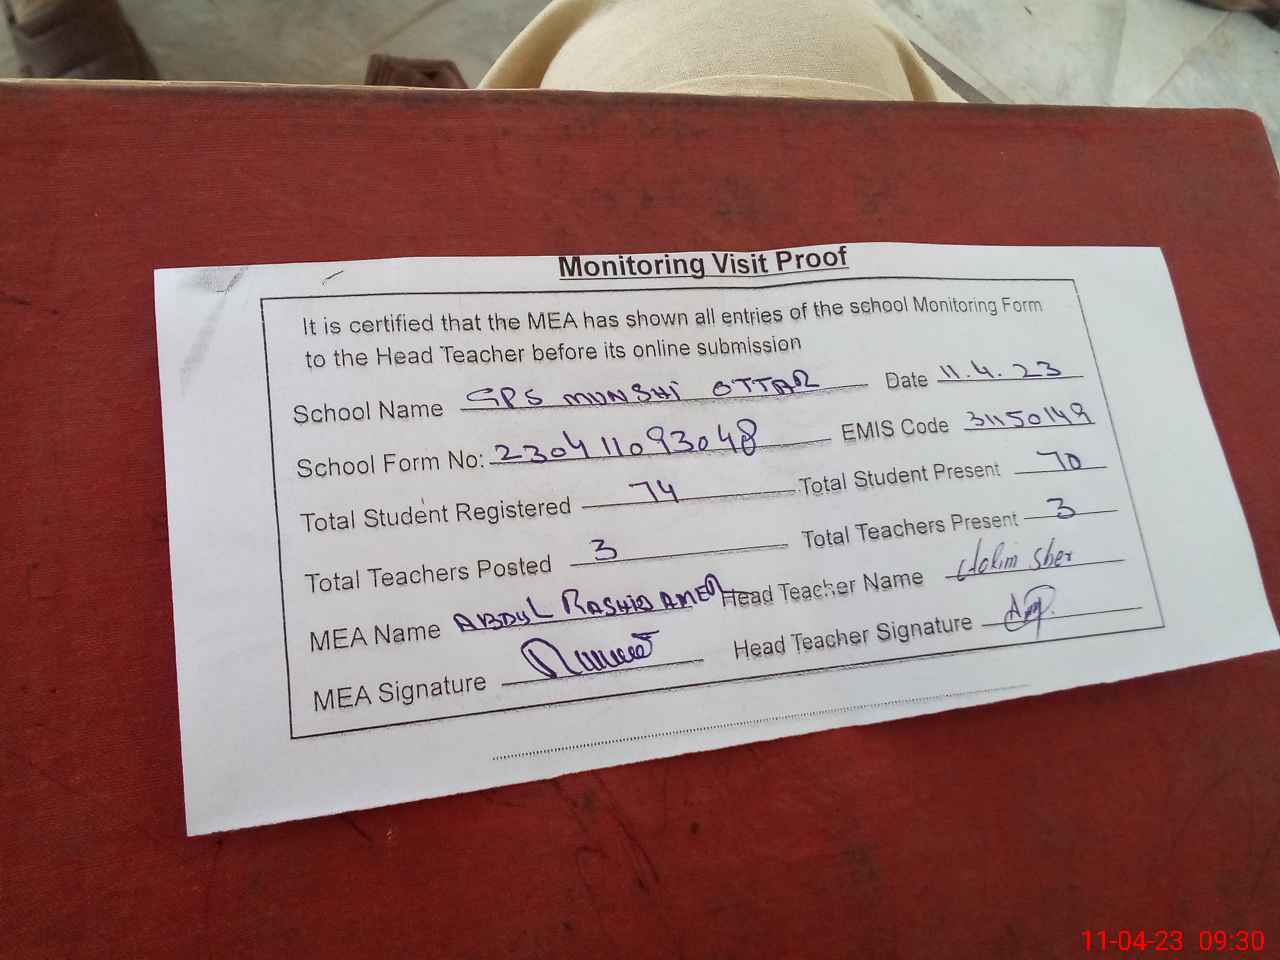 Monitoring Visit Proof
It is certified that the MEA has shown all entries of the school Monitoring Form
to the Head Teacher before its online submission
School Name GPS MUNSHI OTTAR Date 11.4.23
School Form No: 230411093048 EMIS Code 31150149
Total Student Registered 74 Total Student Present 70
Total Teachers Posted 3 Total Teachers Present 3
MEA Name ABDUL RASHID AMED Head Teacher Name sher
MEA Signature Head Teacher Signature
11-04-23 09:30